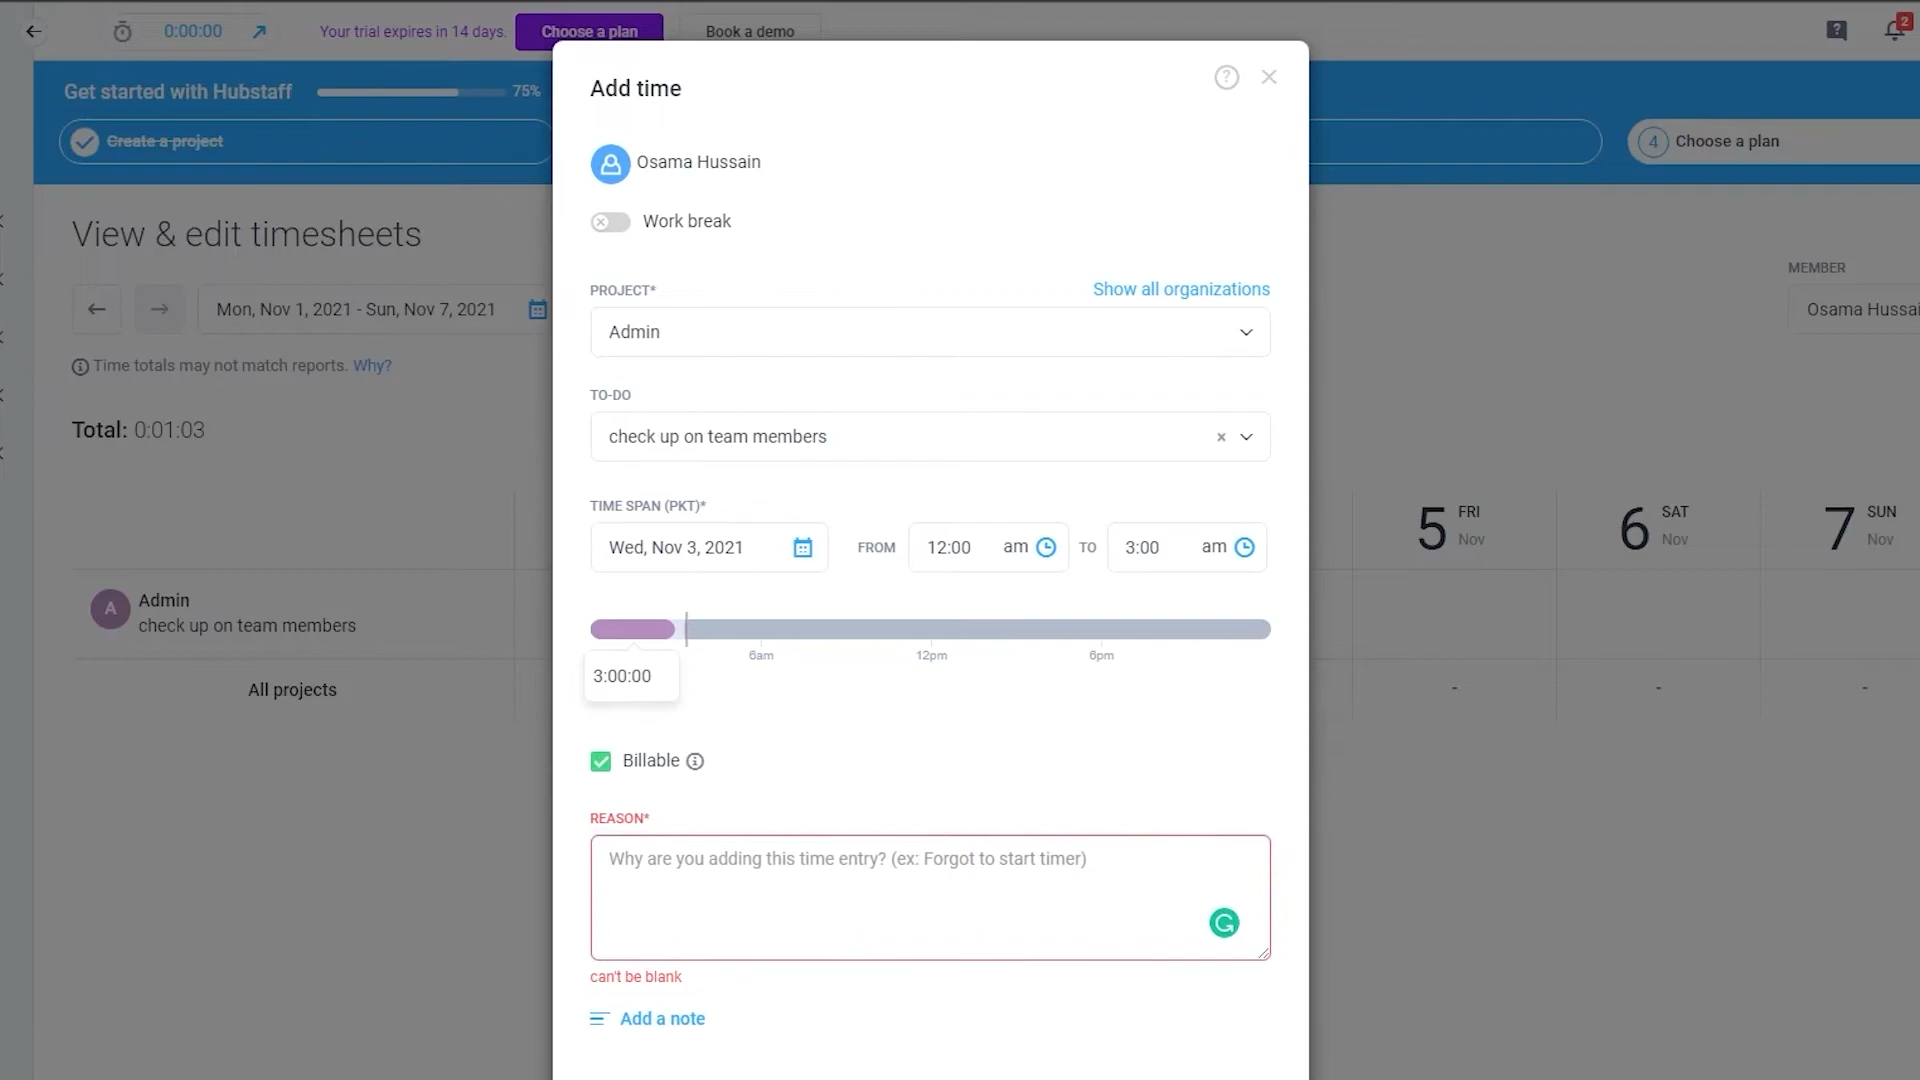 0:00:00
Your trial expires in 14 days.
Choose a plan
Book a demo
?
2
Get started with Hubstaff
75%
Create a project
4 Choose a plan
View & edit timesheets
Mon, Nov 1, 2021 - Sun, Nov 7, 2021
MEMBER
Time totals may not match reports. Why?
Total: 0:01:03
5 FRI Nov
6 SAT Nov
7 SUN Nov
A
Admin
check up on team members
All projects
-
-
-
Add time
?
Osama Hussain
Work break
PROJECT*
Show all organizations
Admin
TO-DO
check up on team members
TIME SPAN (PKT)*
Wed, Nov 3, 2021
FROM
12:00 am
TO
3:00 am
6am
12pm
6pm
3:00:00
Billable
REASON*
Why are you adding this time entry? (ex: Forgot to start timer)
can't be blank
Add a note
Osama Hussai